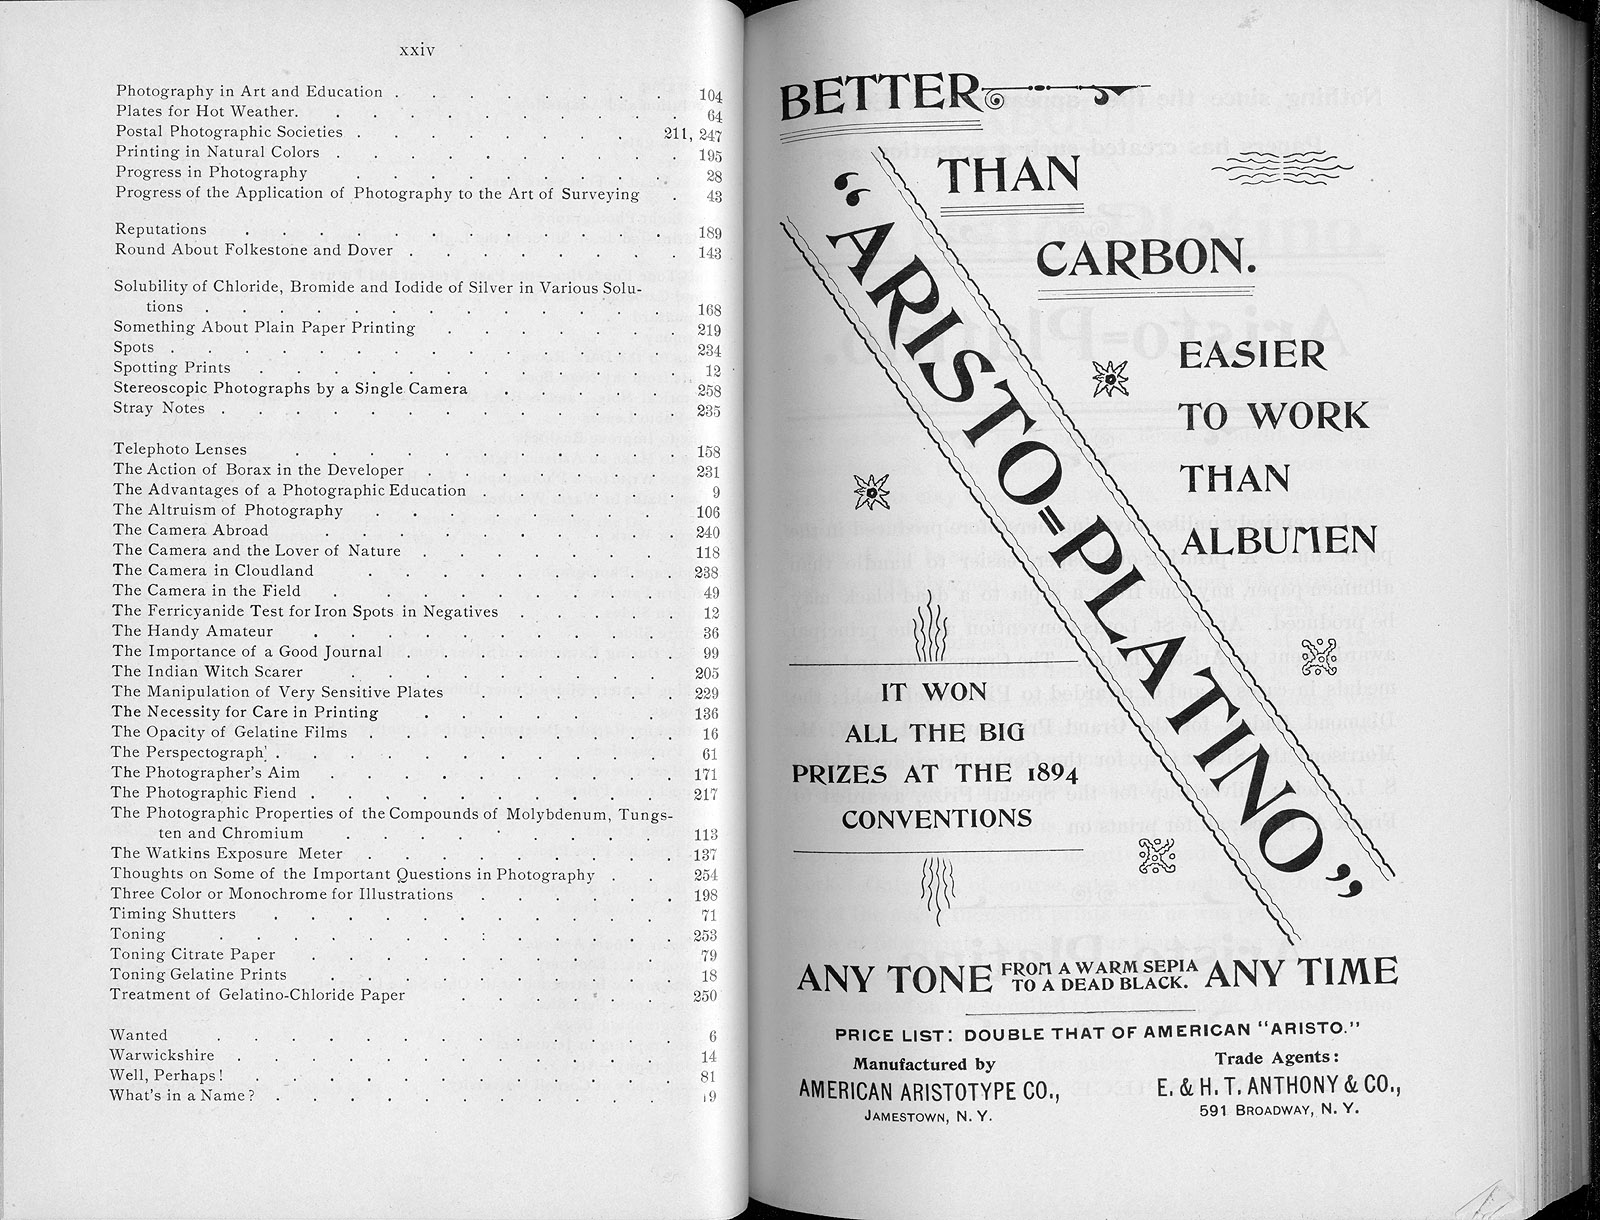 xxiv
Photography in Art and Education . . . . . . . . 104
Plates for Hot Weather. . . . . . . . . . 64
Postal Photographic Societies . . . . . . . . 211, 247
Printing in Natural Colors . . . . . . . . . 195
Progress in Photography . . . . . . . . . 28
Progress of the Application of Photography to the Art of Surveying . 43
Reputations . . . . . . . . . . . . 189
Round About Folkestone and Dover . . . . . . . . 143
Solubility of Chloride, Bromide and Iodide of Silver in Various Solu-
tions . . . . . . . . . . . . . 168
Something About Plain Paper Printing . . . . . . . 219
Spots . . . . . . . . . . . . . . 234
Spotting Prints . . . . . . . . . . . . 12
Stereoscopic Photographs by a Single Camera . . . . . 258
Stray Notes . . . . . . . . . . . . . 235
Telephoto Lenses . . . . . . . . . . . 158
The Action of Borax in the Developer . . . . . . . 231
The Advantages of a Photographic Education . . . . . . 9
The Altruism of Photography . . . . . . . . . 106
The Camera Abroad . . . . . . . . . . 240
The Camera and the Lover of Nature . . . . . . . 118
The Camera in Cloudland . . . . . . . . . 238
The Camera in the Field . . . . . . . . . . 49
The Ferricyanide Test for Iron Spots in Negatives . . . . . 12
The Handy Amateur . . . . . . . . . . 36
The Importance of a Good Journal . . . . . . . . 99
The Indian Witch Scarer . . . . . . . . . 205
The Manipulation of Very Sensitive Plates . . . . . . 229
The Necessity for Care in Printing . . . . . . . 136
The Opacity of Gelatine Films . . . . . . . . . 16
The Perspectograph . . . . . . . . . . . 61
The Photographer's Aim . . . . . . . . . . 171
The Photographic Fiend . . . . . . . . . . 217
The Photographic Properties of the Compounds of Molybdenum, Tungs-
ten and Chromium . . . . . . . . . 113
The Watkins Exposure Meter . . . . . . . . . 137
Thoughts on Some of the Important Questions in Photography . . 254
Three Color or Monochrome for Illustrations . . . . . . 198
Timing Shutters . . . . . . . . . . . 71
Toning . . . . . . . . . . . . . 253
Toning Citrate Paper . . . . . . . . . . 79
Toning Gelatine Prints . . . . . . . . . . 18
Treatment of Gelatino-Chloride Paper . . . . . . . 250
Wanted . . . . . . . . . . . . . 6
Warwickshire . . . . . . . . . . . . 14
Well, Perhaps! . . . . . . . . . . . . 81
What's in a Name? . . . . . . . . . . .
BETTER
THAN
CARBON.
"ARISTO=PLATINO"
EASIER
TO WORK
THAN
ALBUMEN
IT WON
ALL THE BIG
PRIZES AT THE 1894
CONVENTIONS
ANY TONE FROM A WARM SEPIA ANY TIME
TO A DEAD BLACK.
PRICE LIST: DOUBLE THAT OF AMERICAN "ARISTO."
Manufactured by
AMERICAN ARISTOTYPE CO.,
JAMESTOWN, N. Y.
Trade Agents:
E. & H. T. ANTHONY & CO.,
591 BROADWAY, N. Y.